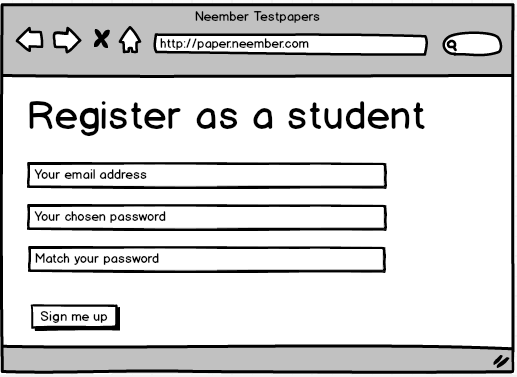 Neember Testpapers
http://paper.neember.com
Register as a student
Your email address
Your chosen password
Match your password
Sign me up